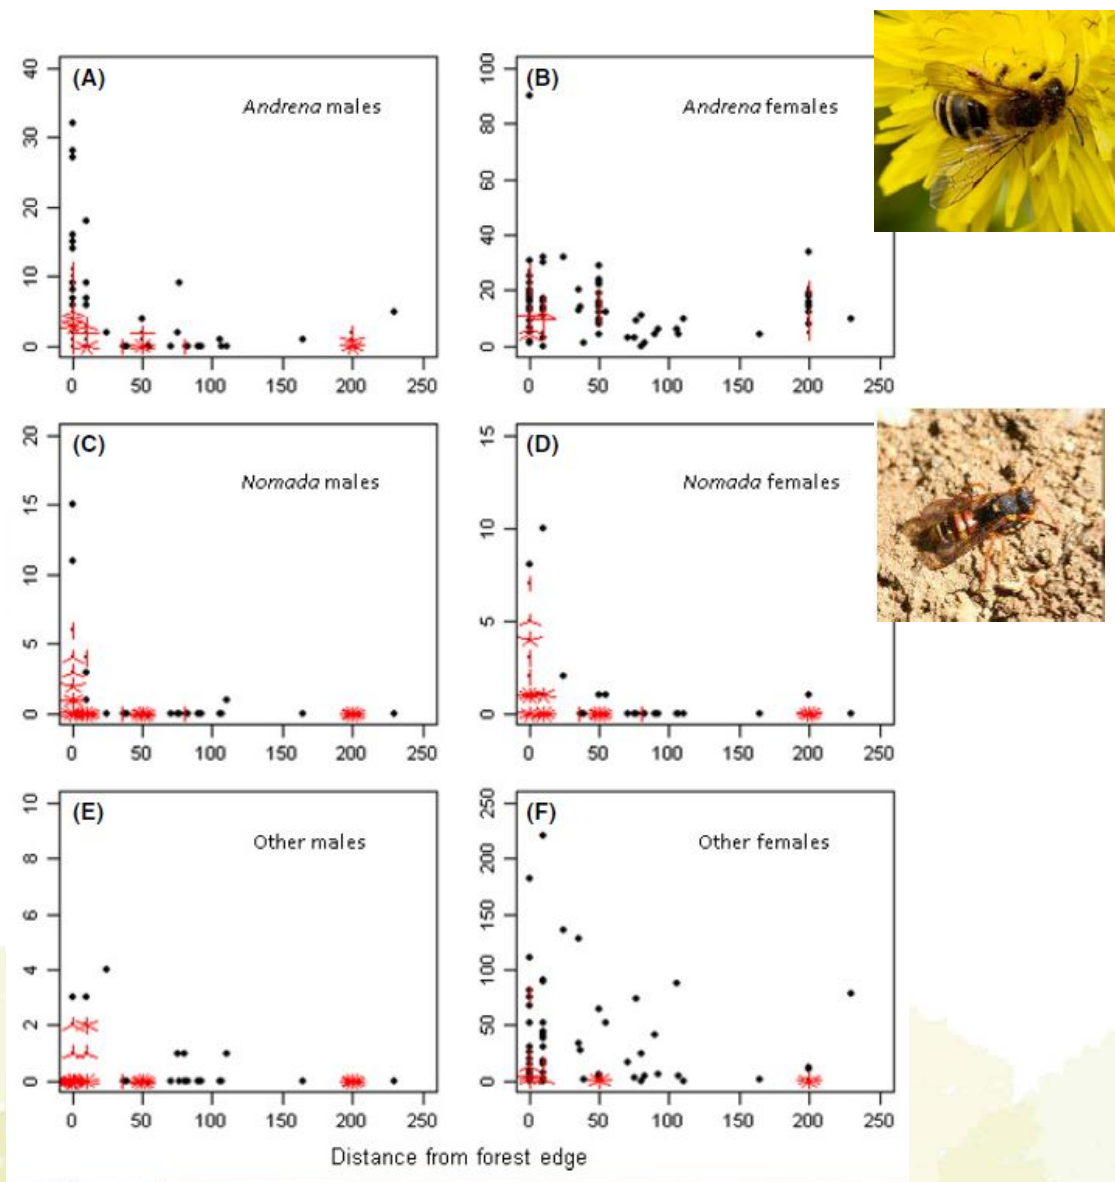 (A)
Andrena males
40
30
20
10
0
0 50 100 150 200 250
(B)
Andrena females
100
80
60
40
20
0
0 50 100 150 200 250
(C)
Nomada males
20
15
10
5
0
0 50 100 150 200 250
(D)
Nomada females
15
10
5
0
0 50 100 150 200 250
(E)
Other males
10
8
6
4
2
0
0 50 100 150 200 250
(F)
Other females
250
200
150
100
50
0
0 50 100 150 200 250
Distance from forest edge